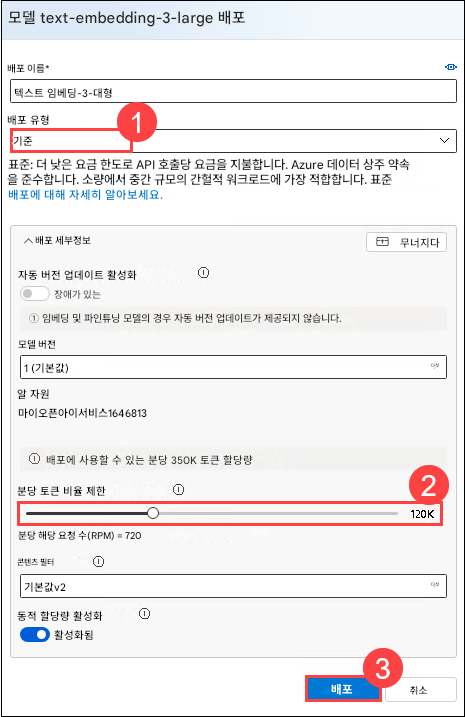 모델 text-embedding-3-large 배포
배포 이름*
텍스트 임베딩-3-대형
배포 유형
1
기준
표준: 더 낮은 요금 한도로 API 호출당 요금을 지불합니다. Azure 데이터 상주 약속
을 준수합니다. 소량에서 중간 규모의 간헐적 워크로드에 가장 적합합니다. 표준
배포에 대해 자세히 알아보세요.
배포 세부정보
무너지다
자동 버전 업데이트 활성화
장애가 있는
임베딩 및 파인튜닝 모델의 경우 자동 버전 업데이트가 제공되지 않습니다.
모델 버전
1 (기본값)
알 자원
마이오픈아이서비스1646813
배포에 사용할 수 있는 분당 350K 토큰 할당량
분당 토큰 비율 제한
2
120K
분당 해당 요청 수(RPM) = 720
콘텐츠 필터
기본값v2
동적 할당량 활성화
활성화됨
3
배포
취소